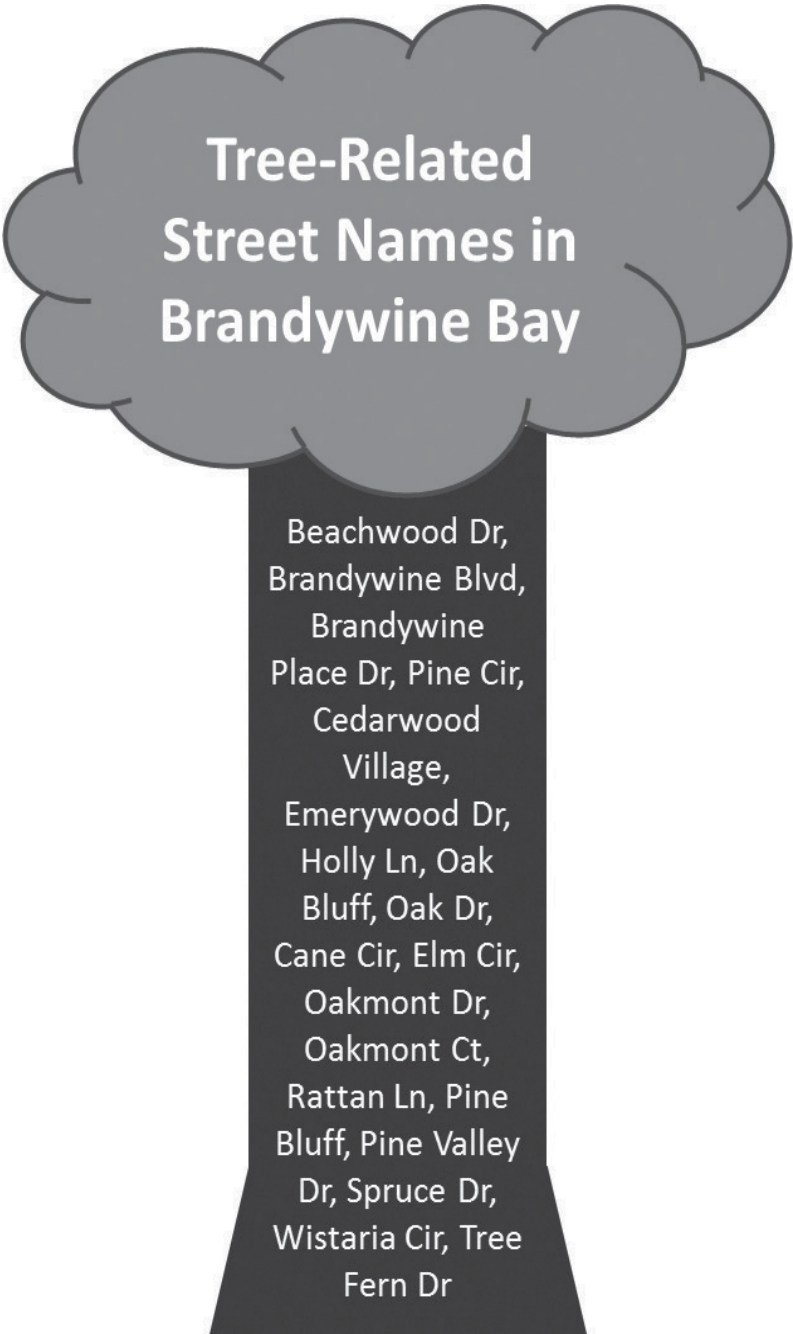 Tree-Related
Street Names in
Brandywine Bay
Beachwood Dr,
Brandywine Blvd,
Brandywine
Place Dr, Pine Cir,
Cedarwood
Village,
Emerywood Dr,
Holly Ln, Oak
Bluff, Oak Dr,
Cane Cir, Elm Cir,
Oakmont Dr,
Oakmont Ct,
Rattan Ln, Pine
Bluff, Pine Valley
Dr, Spruce Dr,
Wistaria Cir, Tree
Fern Dr